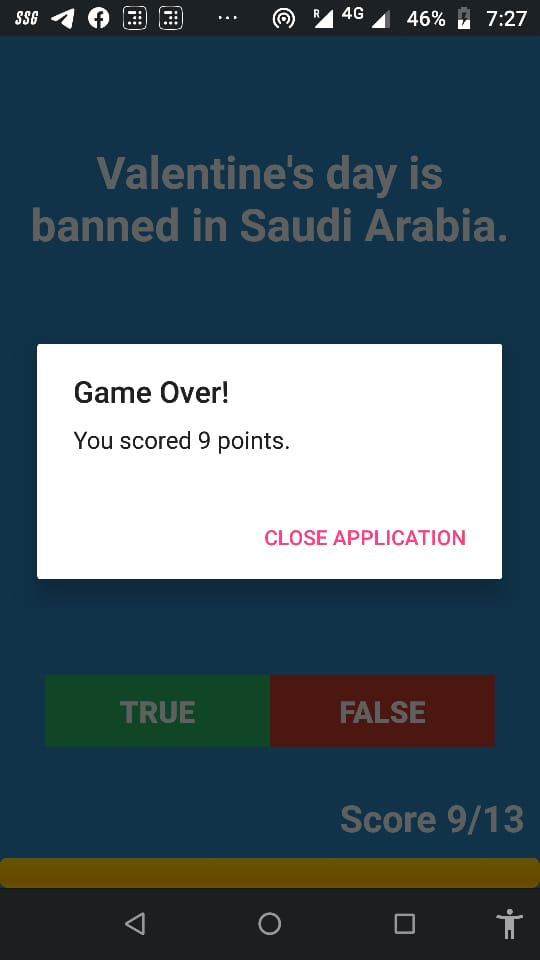 SSG ... R 4G 46% 7:27
Valentine's day is
banned in Saudi Arabia.
Game Over!
You scored 9 points.
CLOSE APPLICATION
TRUE FALSE
Score 9/13